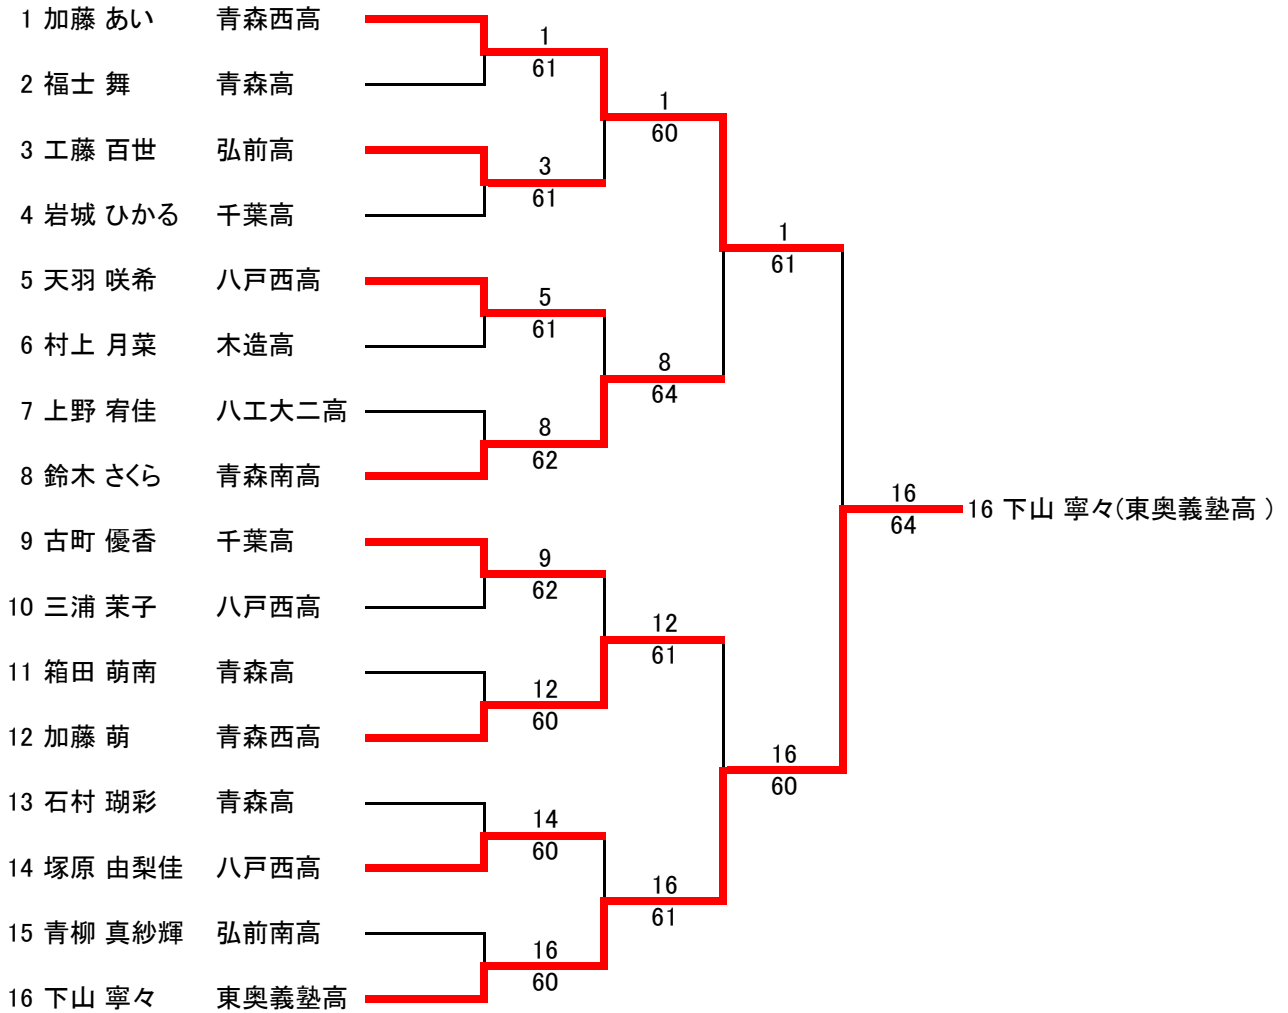 1 加藤 あい 青森西高
2 福士 舞 青森高
3 工藤 百世 弘前高
4 岩城 ひかる 千葉高
5 天羽 咲希 八戸西高
6 村上 月菜 木造高
7 上野 宥佳 八工大二高
8 鈴木 さくら 青森南高
9 古町 優香 千葉高
10 三浦 茉子 八戸西高
11 箱田 萌南 青森高
12 加藤 萌 青森西高
13 石村 瑚彩 青森高
14 塚原 由梨佳 八戸西高
15 青柳 真紗輝 弘前南高
16 下山 寧々 東奥義塾高
1
61
3
61
5
61
8
62
9
62
12
60
14
60
16
60
1
60
8
64
12
61
16
61
1
61
16
60
16
64
16 下山 寧々(東奥義塾高 )